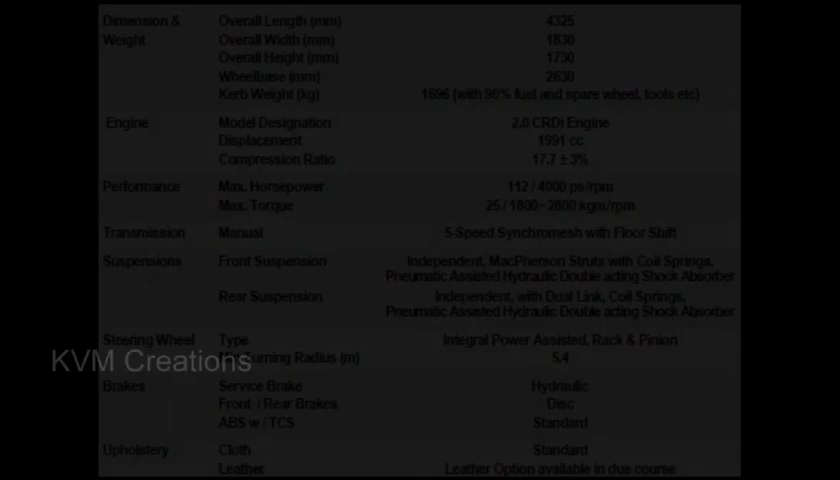 Dimension & Overall Length (mm) 4325
Weight Overall Width (mm) 1830
Overall Height (mm) 1730
Wheelbase (mm) 2630
Kerb Weight (kg) 1696 (with 90% fuel and spare wheel, tools etc)
Engine Model Designation 2.0 CRDi Engine
Displacement 1991 cc
Compression Ratio 17.7 ± 3%
Performance Max. Horsepower 112 / 4000 ps/rpm
Max. Torque 25 / 1800~2800 kgm/rpm
Transmission Manual 5-Speed Synchromesh with Floor Shift
Suspensions Front Suspension Independent, MacPherson Struts with Coil Springs,
Pneumatic Assisted Hydraulic Double acting Shock Absorber
Rear Suspension Independent, with Dual Link, Coil Springs,
Pneumatic Assisted Hydraulic Double acting Shock Absorber
Steering Wheel Type Integral Power Assisted, Rack & Pinion
KVM Creations
Turning Radius (m) 5.4
Brakes Service Brake Hydraulic
Front / Rear Brakes Disc
ABS w / TCS Standard
Upholstery Cloth Standard
Leather Leather Option available in due course